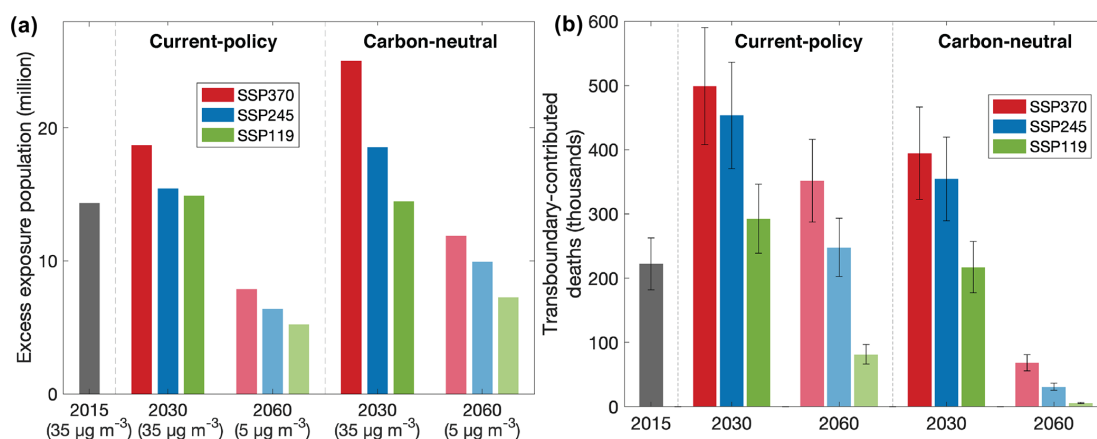 (a)
Excess exposure population (million)
20
10
0
Current-policy
Carbon-neutral
SSP370
SSP245
SSP119
2015
2030
2060
2030
2060
(35 µg m⁻³)
(35 µg m⁻³)
(5 µg m⁻³)
(35 µg m⁻³)
(5 µg m⁻³)
(b)
Transboundary-contributed
deaths (thousands)
600
500
400
300
200
100
0
Current-policy
Carbon-neutral
SSP370
SSP245
SSP119
2015
2030
2060
2030
2060